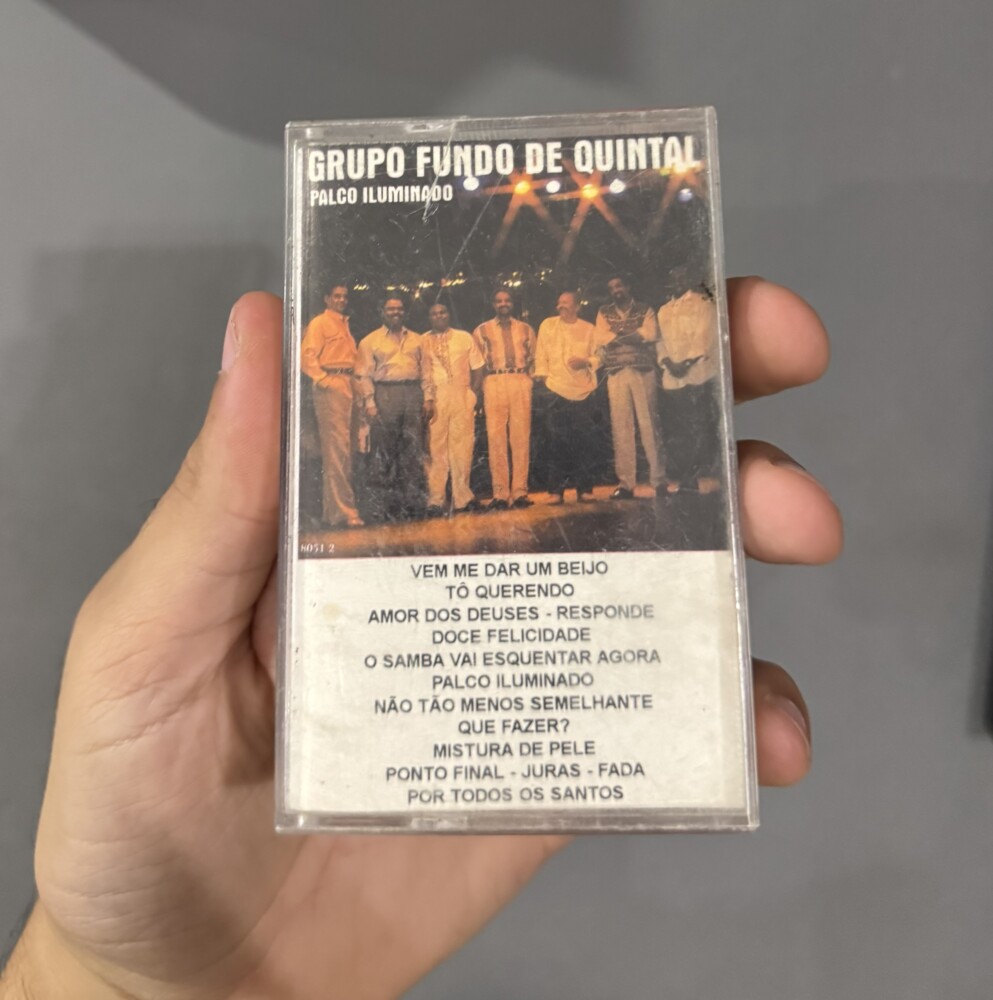 GRUPO FUNDO DE QUINTAL
PALCO ILUMINADO
8051 2
VEM ME DAR UM BEIJO
TÔ QUERENDO
AMOR DOS DEUSES - RESPONDE
DOCE FELICIDADE
O SAMBA VAI ESQUENTAR AGORA
PALCO ILUMINADO
NÃO TÃO MENOS SEMELHANTE
QUE FAZER?
MISTURA DE PELE
PONTO FINAL - JURAS - FADA
POR TODOS OS SANTOS